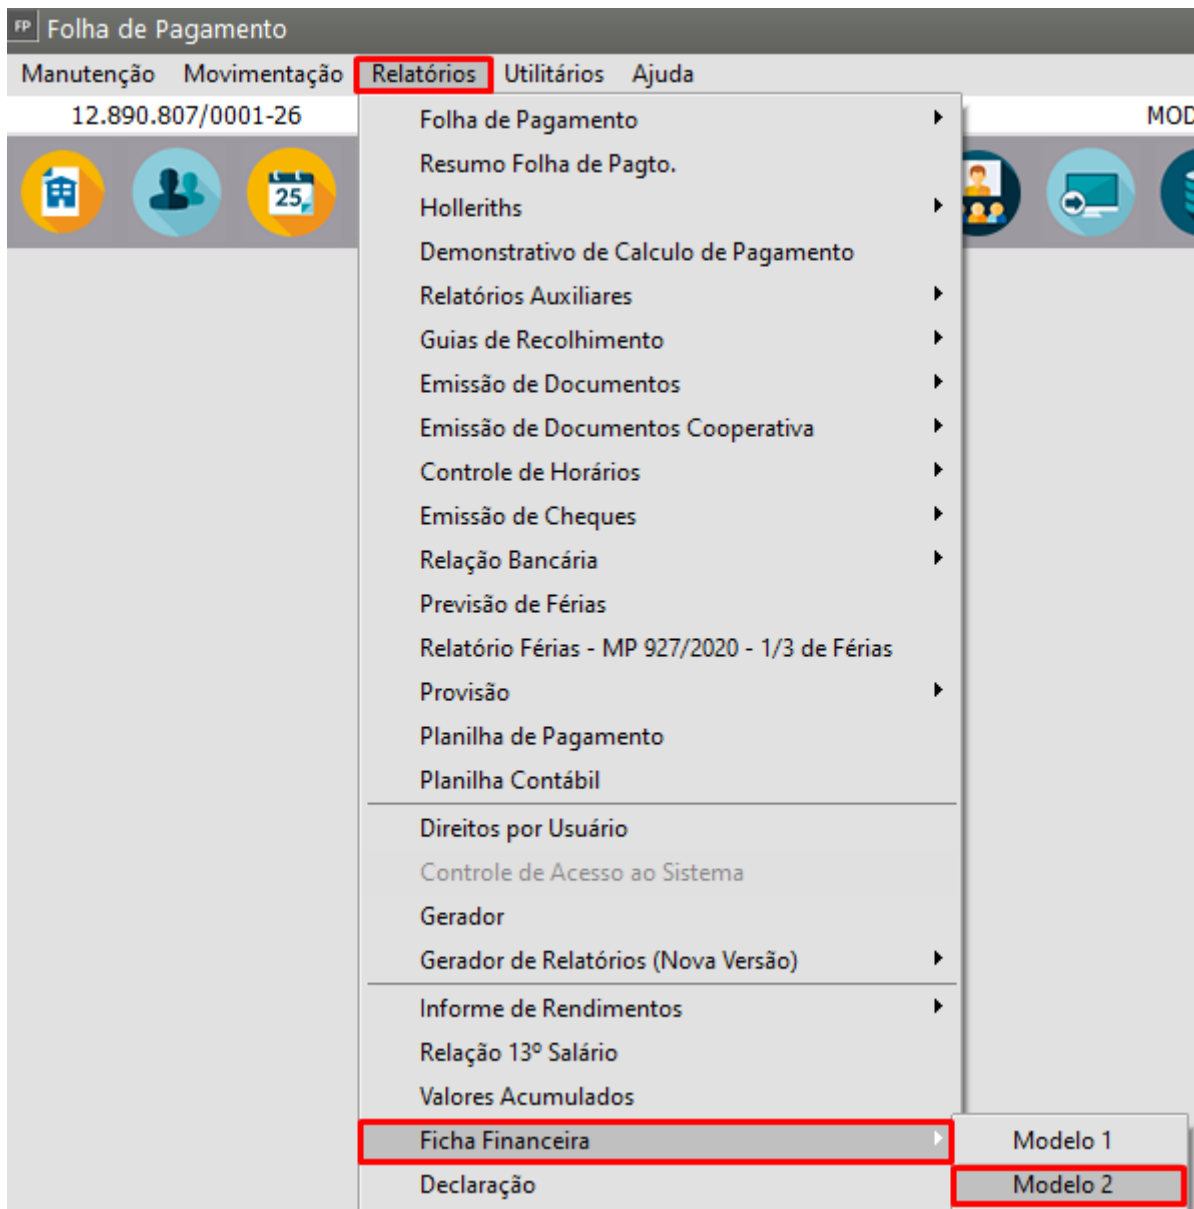 FP Folha de Pagamento
Manutenção Movimentação Relatórios Utilitários Ajuda
12.890.807/0001-26 MOD
25
Folha de Pagamento
Resumo Folha de Pagto.
Holleriths
Demonstrativo de Calculo de Pagamento
Relatórios Auxiliares
Guias de Recolhimento
Emissão de Documentos
Emissão de Documentos Cooperativa
Controle de Horários
Emissão de Cheques
Relação Bancária
Previsão de Férias
Relatório Férias - MP 927/2020 - 1/3 de Férias
Provisão
Planilha de Pagamento
Planilha Contábil
Direitos por Usuário
Controle de Acesso ao Sistema
Gerador
Gerador de Relatórios (Nova Versão)
Informe de Rendimentos
Relação 13º Salário
Valores Acumulados
Ficha Financeira Modelo 1
Declaração Modelo 2